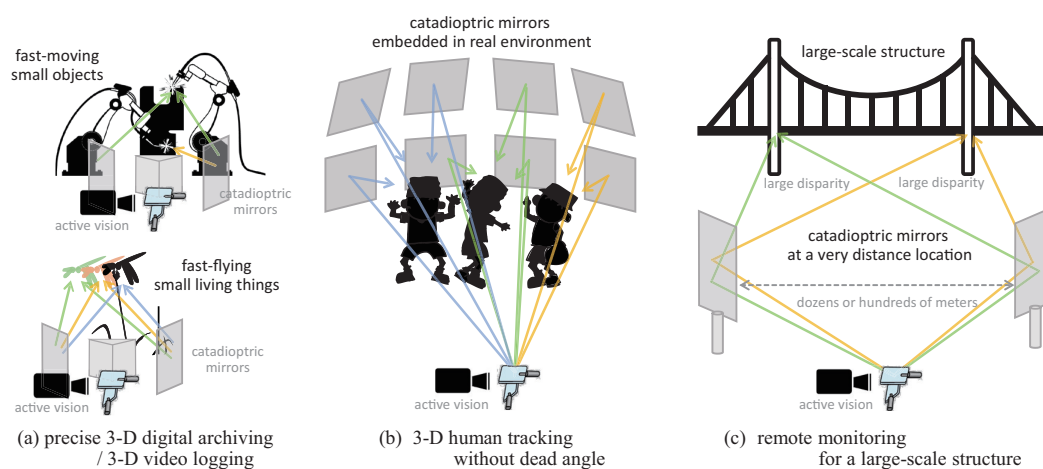 fast-moving
small objects
catadioptric
mirrors
active vision
fast-flying
small living things
catadioptric
mirrors
active vision
(a) precise 3-D digital archiving
/ 3-D video logging
catadioptric mirrors
embedded in real environment
active vision
(b) 3-D human tracking
without dead angle
large-scale structure
large disparity
large disparity
catadioptric mirrors
at a very distance location
dozens or hundreds of meters
active vision
(c) remote monitoring
for a large-scale structure